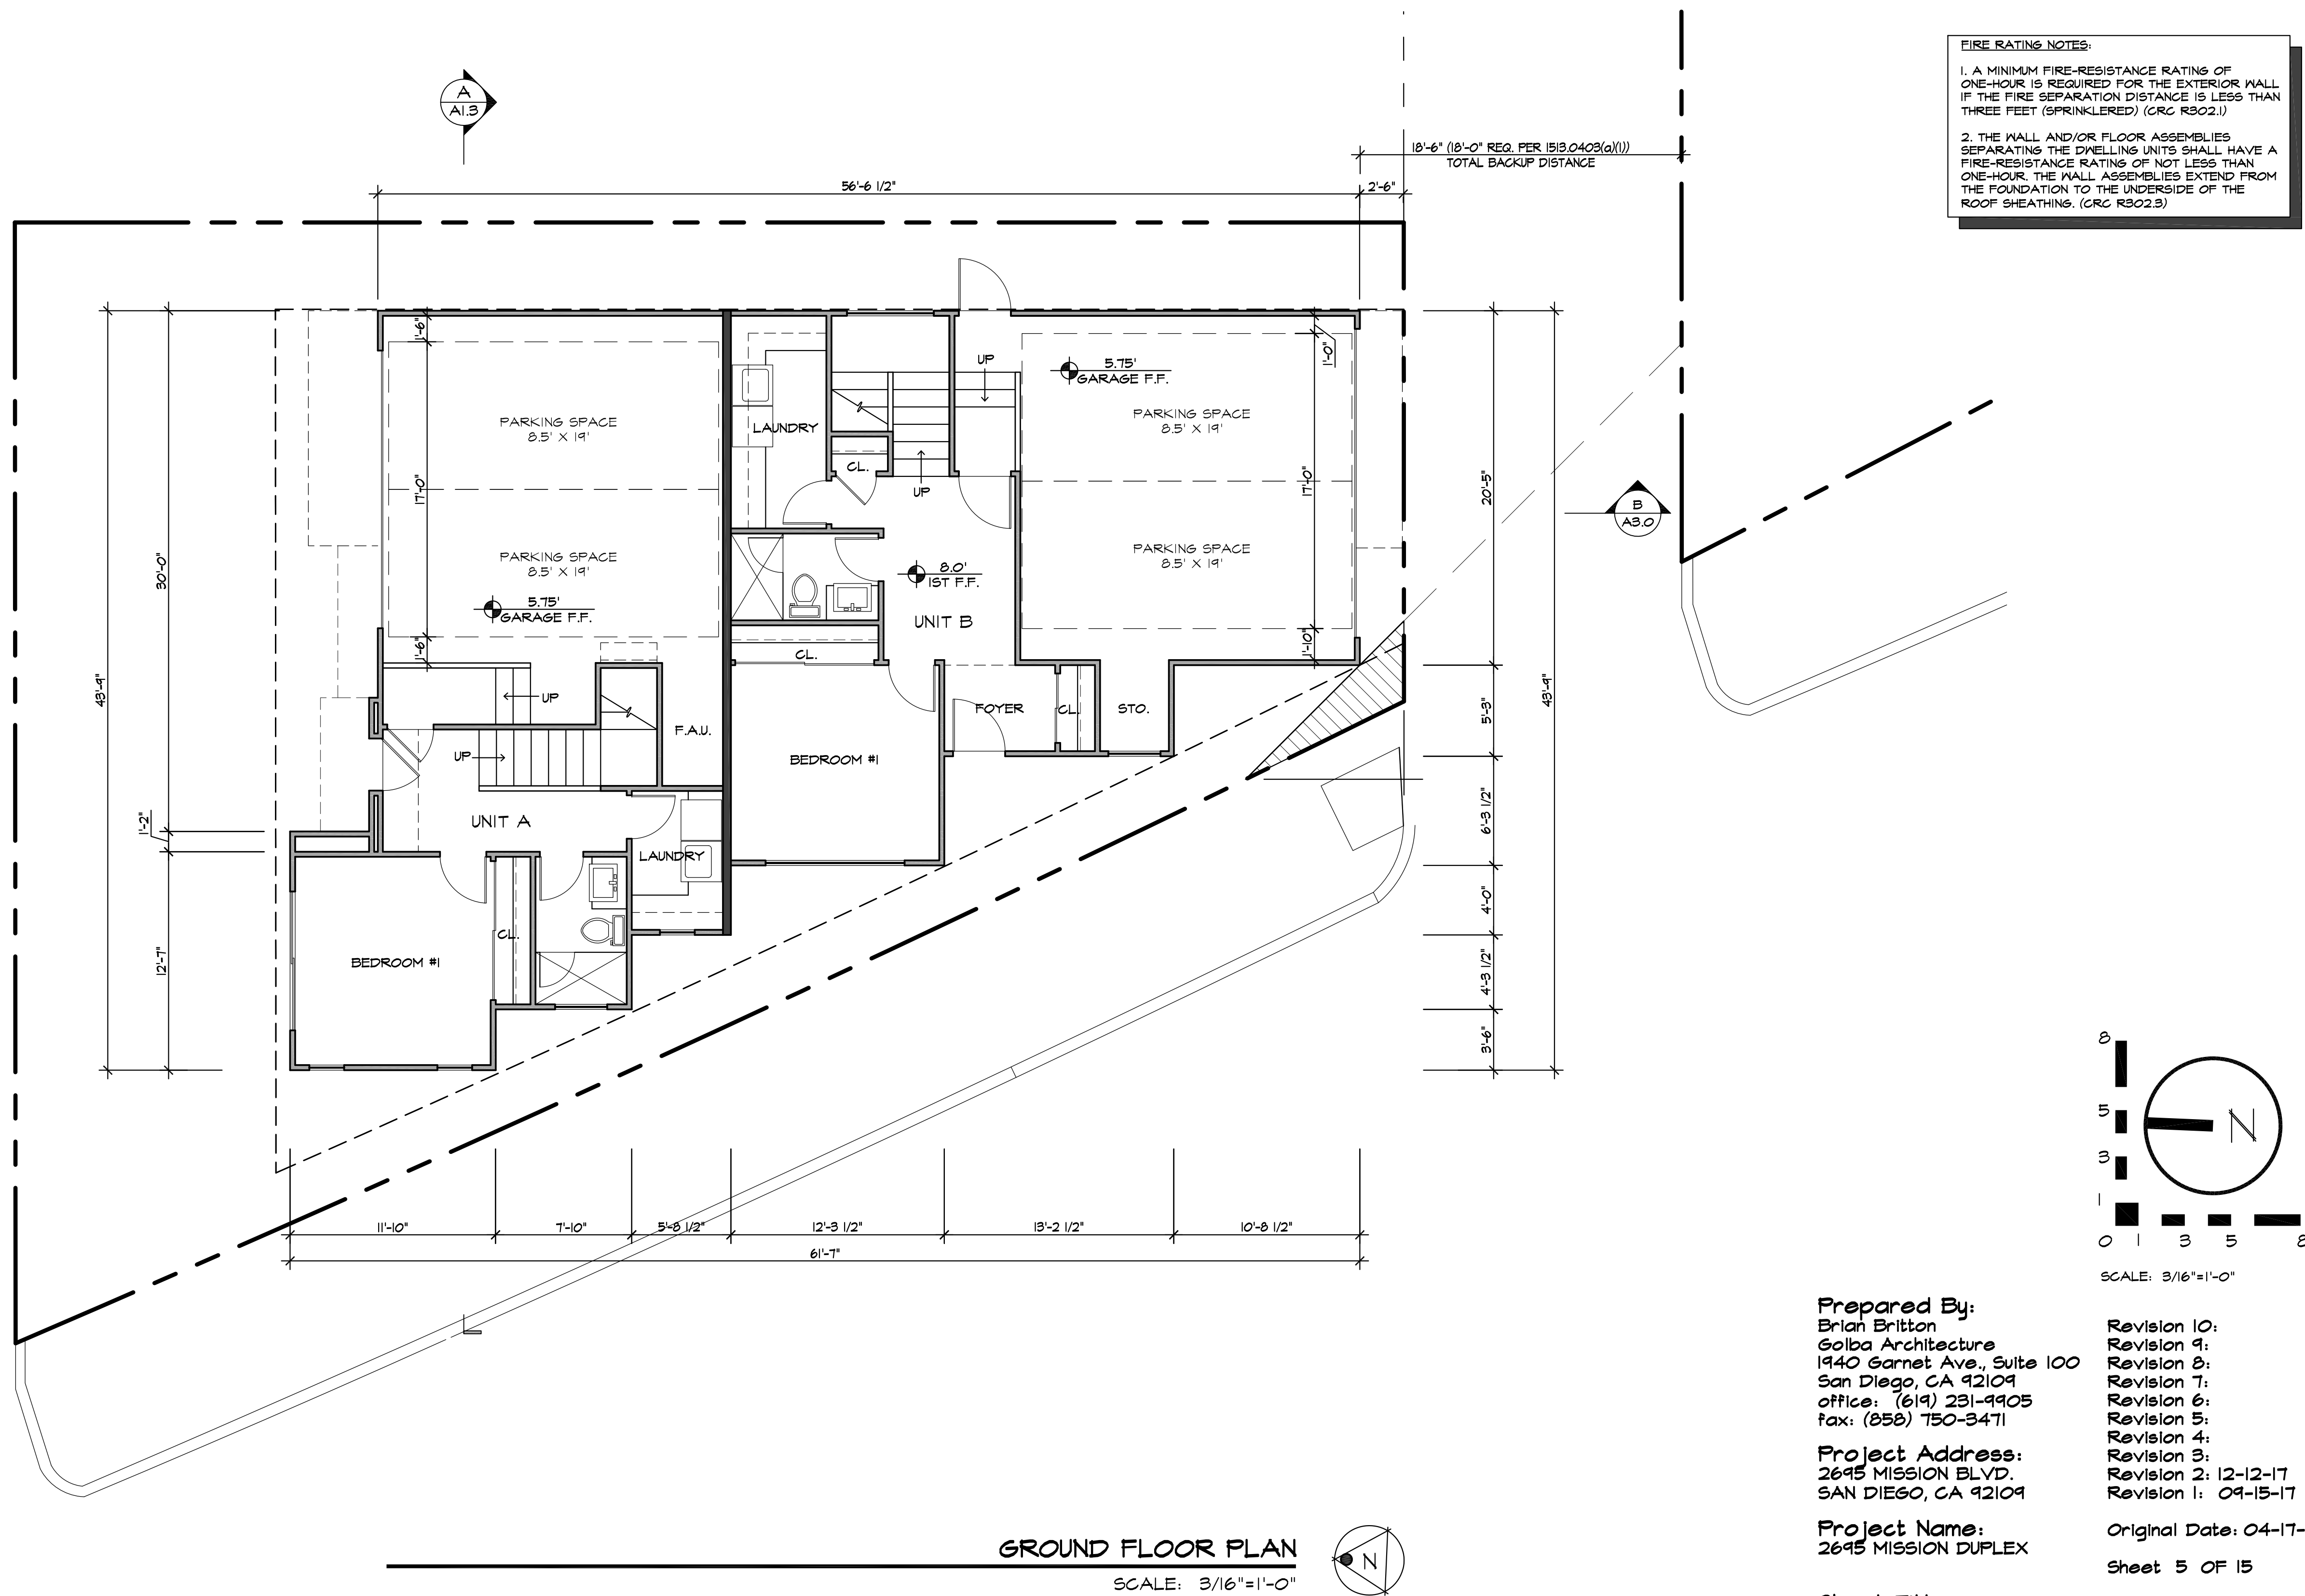 FIRE RATING NOTES:
1. A MINIMUM FIRE-RESISTANCE RATING OF
ONE-HOUR IS REQUIRED FOR THE EXTERIOR WALL
IF THE FIRE SEPARATION DISTANCE IS LESS THAN
THREE FEET (SPRINKLERED) (CRC R302.1)
2. THE WALL AND/OR FLOOR ASSEMBLIES
SEPARATING THE DWELLING UNITS SHALL HAVE A
FIRE-RESISTANCE RATING OF NOT LESS THAN
ONE-HOUR. THE WALL ASSEMBLIES EXTEND FROM
THE FOUNDATION TO THE UNDERSIDE OF THE
ROOF SHEATHING. (CRC R302.3)
A
A1.3
18'-6" (18'-0" REQ. PER 1513.0403(a)(1))
TOTAL BACKUP DISTANCE
56'-6 1/2"
2'-6"
1'-6"
17'-0"
1'-6"
PARKING SPACE
8.5' X 19'
PARKING SPACE
8.5' X 19'
5.75'
GARAGE F.F.
UP
UP
F.A.U.
UNIT A
LAUNDRY
CL.
BEDROOM #1
LAUNDRY
CL.
UP
UP
5.75'
GARAGE F.F.
1'-0"
PARKING SPACE
8.5' X 19'
17'-0"
PARKING SPACE
8.5' X 19'
1'-10"
8.0'
1ST F.F.
UNIT B
CL.
FOYER
CL.
STO.
BEDROOM #1
B
A3.0
43'-9"
30'-0"
1'-2"
12'-7"
20'-5"
5'-3"
6'-3 1/2"
4'-0"
4'-3 1/2"
3'-6"
43'-9"
11'-10"
7'-10"
5'-8 1/2"
12'-3 1/2"
13'-2 1/2"
10'-8 1/2"
61'-7"
8
5
3
1
0
1
3
5
8
N
SCALE: 3/16"=1'-0"
Prepared By:
Brian Britton
Golba Architecture
1940 Garnet Ave., Suite 100
San Diego, CA 92109
office: (619) 231-9905
fax: (858) 750-3471
Project Address:
2695 MISSION BLVD.
SAN DIEGO, CA 92109
Project Name:
2695 MISSION DUPLEX
Revision 10:
Revision 9:
Revision 8:
Revision 7:
Revision 6:
Revision 5:
Revision 4:
Revision 3:
Revision 2: 12-12-17
Revision 1: 09-15-17
Original Date: 04-17-
Sheet 5 OF 15
GROUND FLOOR PLAN
SCALE: 3/16"=1'-0"
N